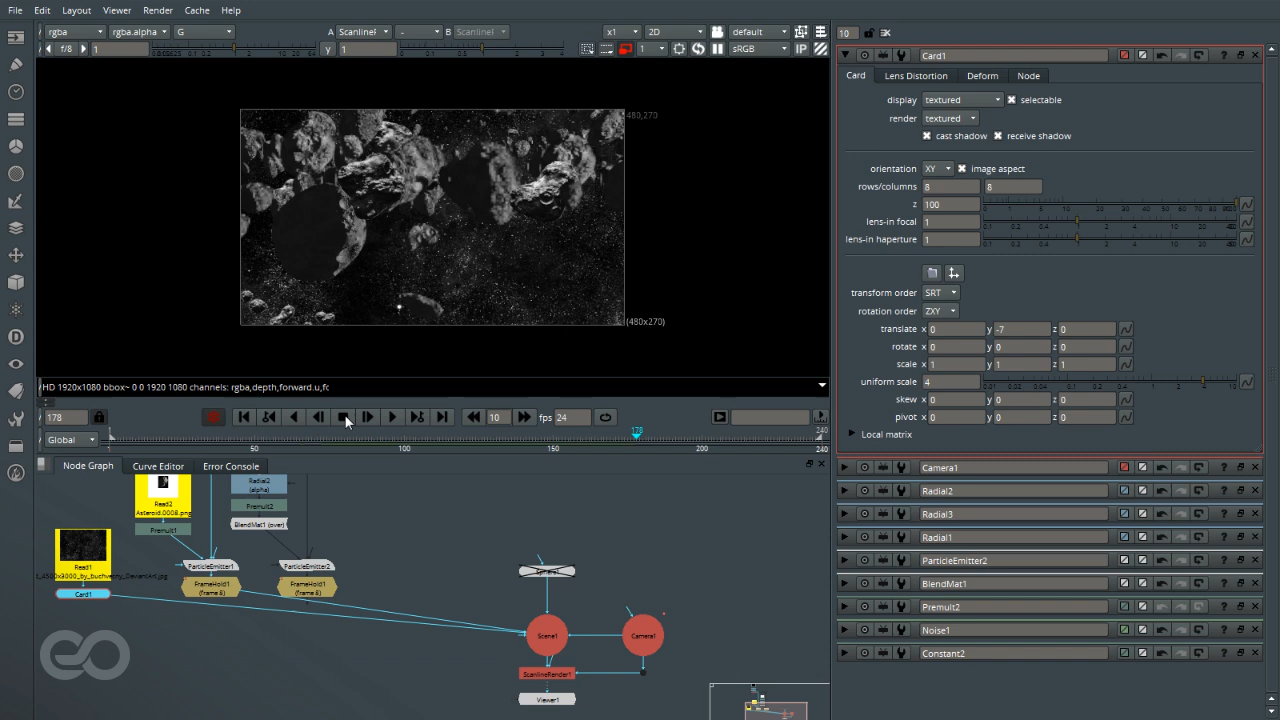 File Edit Layout Viewer Render Cache Help
rgba rgba.alpha G A Scanlinel - B Scanlinel x1 2D default
f/8 1 y 1 1 sRGB IP
480,270
(480x270)
HD 1920x1080 bbox~ 0 0 1920 1080 channels: rgba,depth,forward.u,fc
178 10 fps 24
Global 178 240
50 100 150 200 240
Node Graph Curve Editor Error Console
Read2
Asteroid.0008.png
Premult1
Radial2
(alpha)
Premult2
BlendMat1 (over)
Read1
_4500x3000_by_buchvecny_DeviantArt.jpg
Card1
ParticleEmitter1
FrameHold1
(frame 8)
ParticleEmitter2
FrameHold1
(frame 8)
Scene1
Camera1
ScanlineRender1
Viewer1
10
Card1
Card Lens Distortion Deform Node
display textured selectable
render textured
cast shadow receive shadow
orientation XY image aspect
rows/columns 8 8
z 100
lens-in focal 1
lens-in haperture 1
transform order SRT
rotation order ZXY
translate x 0 y -7 z 0
rotate x 0 y 0 z 0
scale x 1 y 1 z 1
uniform scale 4
skew x 0 y 0 z 0
pivot x 0 y 0 z 0
Local matrix
Camera1
Radial2
Radial3
Radial1
ParticleEmitter2
BlendMat1
Premult2
Noise1
Constant2